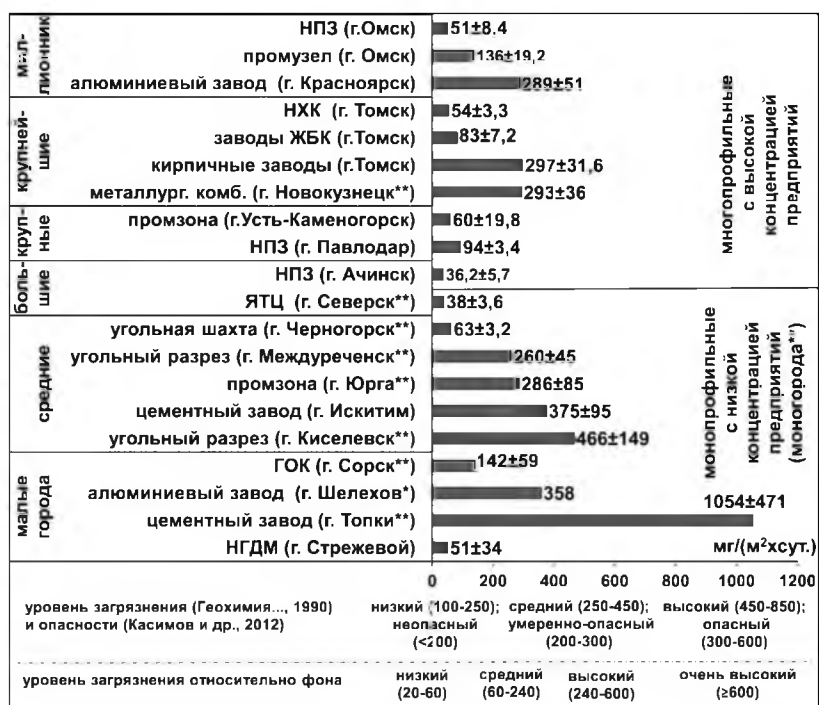 мил-
лионник
НПЗ (г.Омск) 51±8.4
промузел (г. Омск) 136±19,2
алюминиевый завод (г. Красноярск) 289±51
крупней-
шие
НХК (г. Томск) 54±3,3
заводы ЖБК (г.Томск) 83±7,2
кирпичные заводы (г.Томск) 297±31,6
металлург. комб. (г. Новокузнецк**) 293±36
круп-
ные
промзона (г.Усть-Каменогорск) 60±19,8
НПЗ (г. Павлодар) 94±3,4
боль-
шие
НПЗ (г. Ачинск) 36,2±5,7
ЯТЦ (г. Северск**) 38±3,6
средние
угольная шахта (г. Черногорск**) 63±3,2
угольный разрез (г. Междуреченск**) 260±45
промзона (г. Юрга**) 286±85
цементный завод (г. Искитим) 375±95
угольный разрез (г. Киселевск**) 466±149
малые
города
ГОК (г. Сорск**) 142±59
алюминиевый завод (г. Шелехов*) 358
цементный завод (г. Топки**) 1054±471
НГДМ (г. Стрежевой) 51±34
мг/(м²хсут.)
многопрофильные
с высокой
концентрацией
предприятий
монопрофильные
с низкой
концентрацией
предприятий
(моногорода**)
0 200 400 600 800 1000 1200
уровень загрязнения (Геохимия..., 1990)
и опасности (Касимов и др., 2012)
низкий (100-250);
неопасный
(<200)
средний (250-450);
умеренно-опасный
(200-300)
высокий (450-850);
опасный
(300-600)
уровень загрязнения относительно фона
низкий
(20-60)
средний
(60-240)
высокий
(240-600)
очень высокий
(≥600)